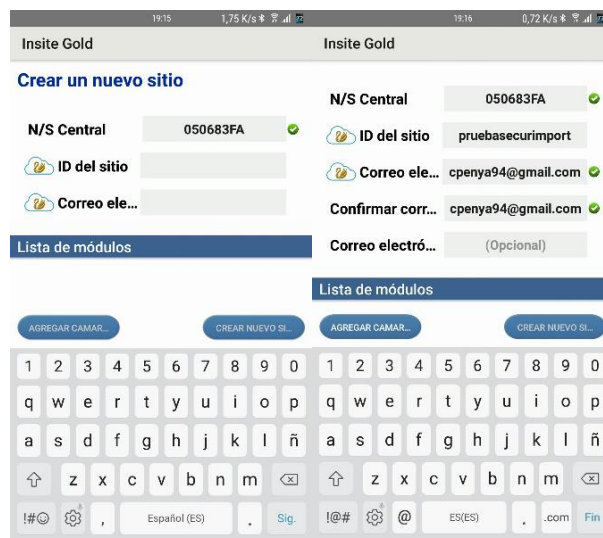 19:15 1,75 K/s
Insite Gold
Crear un nuevo sitio
N/S Central 050683FA
ID del sitio
Correo ele...
Lista de módulos
AGREGAR CAMAR... CREAR NUEVO SI...
1 2 3 4 5 6 7 8 9 0
q w e r t y u i o p
a s d f g h j k l ñ
z x c v b n m
!#☺ , Español (ES) . Sig.
19:16 0,72 K/s
Insite Gold
N/S Central 050683FA
ID del sitio pruebasecurimport
Correo ele... cpenya94@gmail.com
Confirmar corr... cpenya94@gmail.com
Correo electró... (Opcional)
Lista de módulos
AGREGAR CAMAR... CREAR NUEVO SI...
1 2 3 4 5 6 7 8 9 0
q w e r t y u i o p
a s d f g h j k l ñ
z x c v b n m
!@# @ ES(ES) . .com Fin